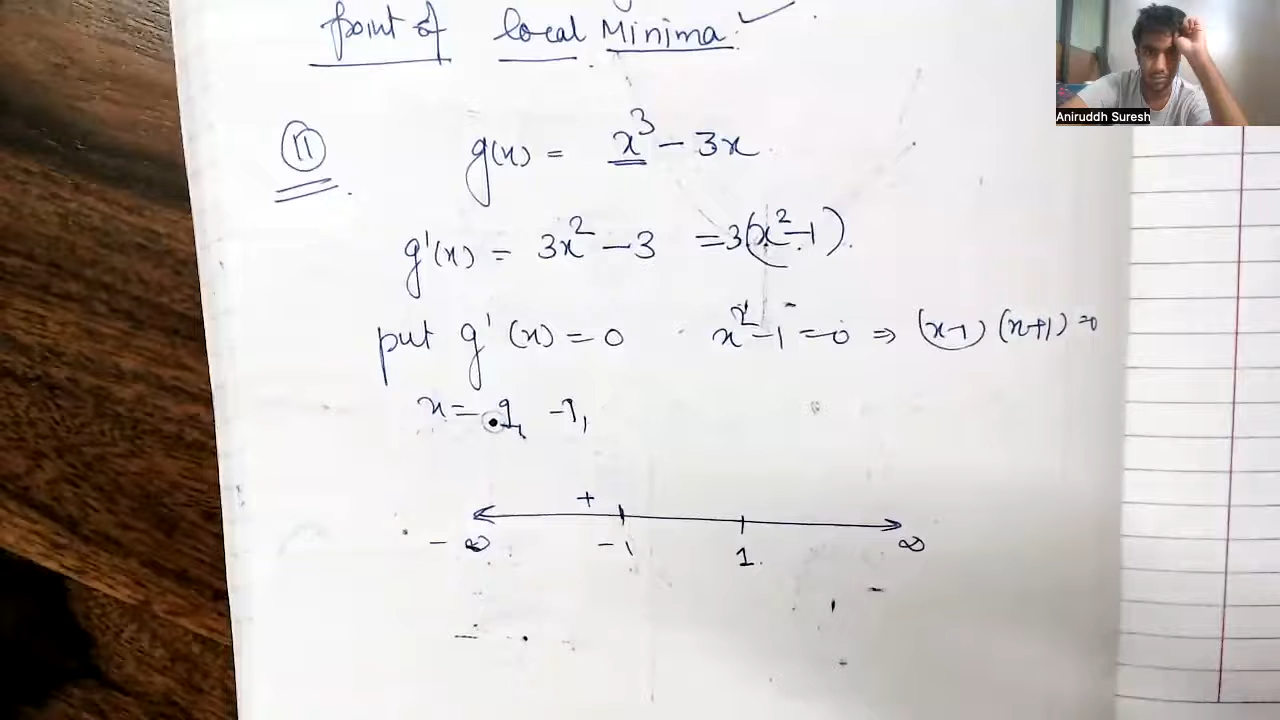 point of local Minima.
Aniruddh Suresh
(11) g(x) = x³ - 3x
g'(x) = 3x² - 3 = 3(x² - 1).
put g'(x) = 0 x² - 1 = 0 ⇒ (x-1) (x+1) = 0
x = 1, -1,
+
- ∞ -1 1. ∞